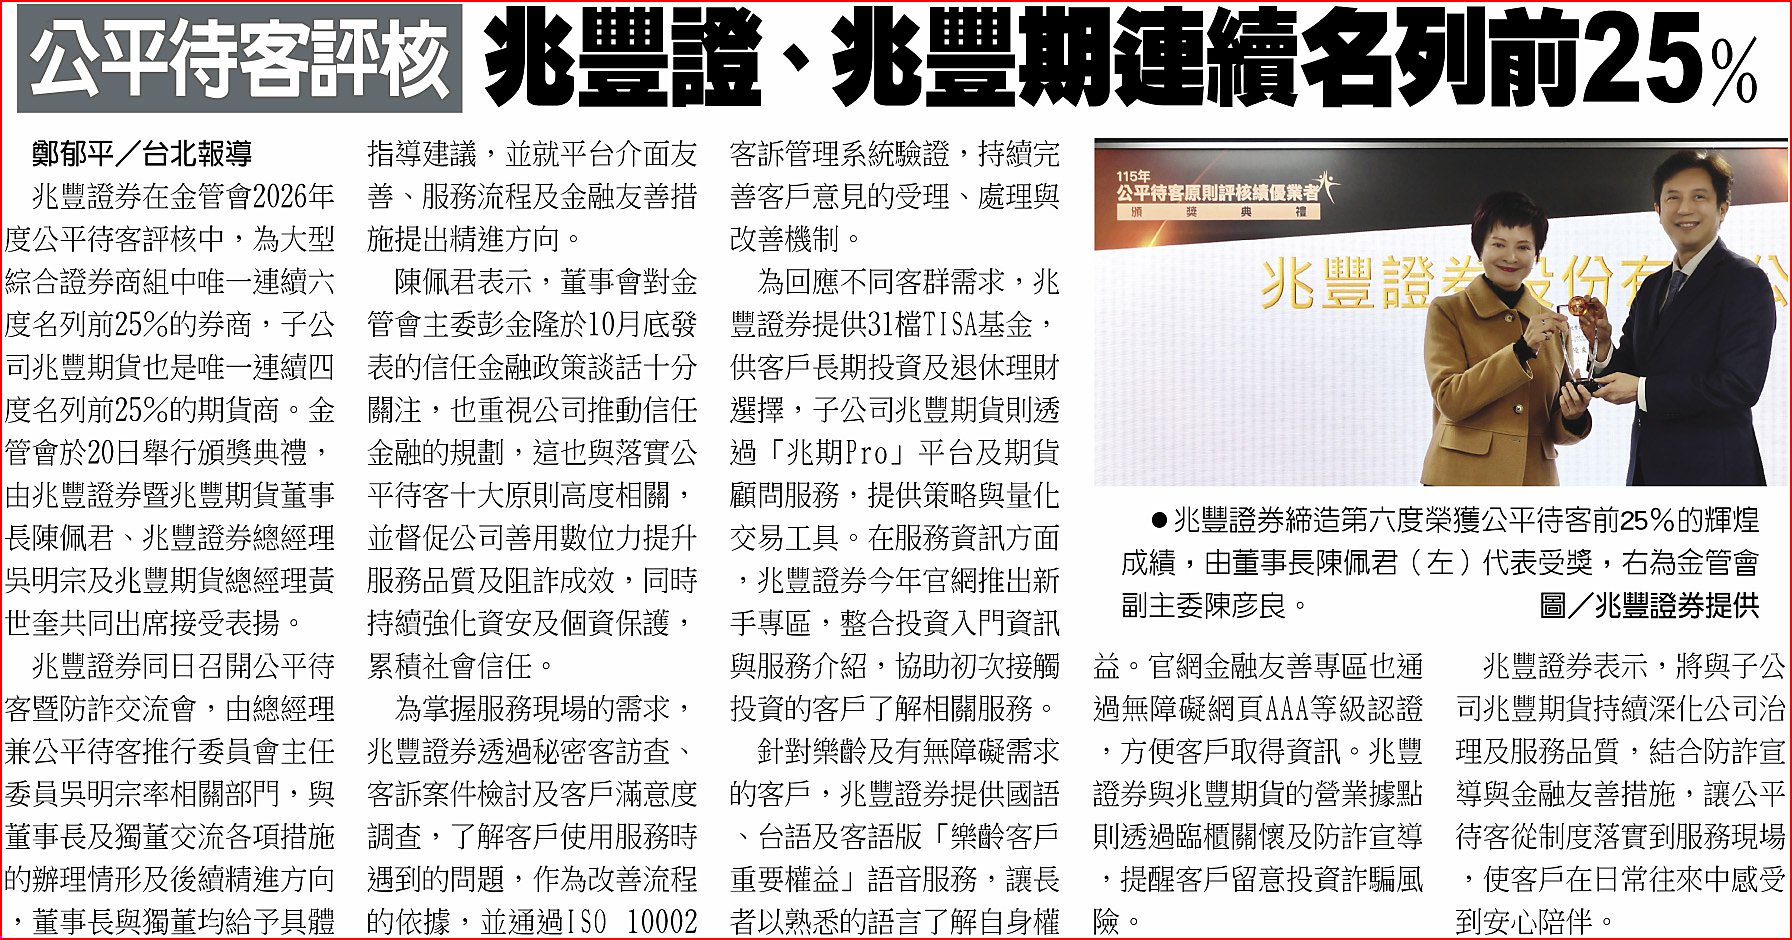 公平待客評核
兆豐證、兆豐期連續名列前25%
鄭郁平／台北報導
兆豐證券在金管會2026年
度公平待客評核中，為大型
綜合證券商組中唯一連續六
度名列前25%的券商，子公
司兆豐期貨也是唯一連續四
度名列前25%的期貨商。金
管會於20日舉行頒獎典禮，
由兆豐證券暨兆豐期貨董事
長陳佩君、兆豐證券總經理
吳明宗及兆豐期貨總經理黃
世奎共同出席接受表揚。
兆豐證券同日召開公平待
客暨防詐交流會，由總經理
兼公平待客推行委員會主任
委員吳明宗率相關部門，與
董事長及獨董交流各項措施
的辦理情形及後續精進方向
，董事長與獨董均給予具體
指導建議，並就平台介面友
善、服務流程及金融友善措
施提出精進方向。
陳佩君表示，董事會對金
管會主委彭金隆於10月底發
表的信任金融政策談話十分
關注，也重視公司推動信任
金融的規劃，這也與落實公
平待客十大原則高度相關，
並督促公司善用數位力提升
服務品質及阻詐成效，同時
持續強化資安及個資保護，
累積社會信任。
為掌握服務現場的需求，
兆豐證券透過秘密客訪查、
客訴案件檢討及客戶滿意度
調查，了解客戶使用服務時
遇到的問題，作為改善流程
的依據，並通過ISO 10002
客訴管理系統驗證，持續完
善客戶意見的受理、處理與
改善機制。
為回應不同客群需求，兆
豐證券提供31檔TISA基金，
供客戶長期投資及退休理財
選擇，子公司兆豐期貨則透
過「兆期Pro」平台及期貨
顧問服務，提供策略與量化
交易工具。在服務資訊方面
，兆豐證券今年官網推出新
手專區，整合投資入門資訊
與服務介紹，協助初次接觸
投資的客戶了解相關服務。
針對樂齡及有無障礙需求
的客戶，兆豐證券提供國語
、台語及客語版「樂齡客戶
重要權益」語音服務，讓長
者以熟悉的語言了解自身權
115年
公平待客原則評核績優業者
頒獎典禮
兆豐證券股份有 公
●兆豐證券締造第六度榮獲公平待客前25%的輝煌
成績，由董事長陳佩君（左）代表受獎，右為金管會
副主委陳彥良。 圖／兆豐證券提供
益。官網金融友善專區也通
過無障礙網頁AAA等級認證
，方便客戶取得資訊。兆豐
證券與兆豐期貨的營業據點
則透過臨櫃關懷及防詐宣導
，提醒客戶留意投資詐騙風
險。
兆豐證券表示，將與子公
司兆豐期貨持續深化公司治
理及服務品質，結合防詐宣
導與金融友善措施，讓公平
待客從制度落實到服務現場
，使客戶在日常往來中感受
到安心陪伴。